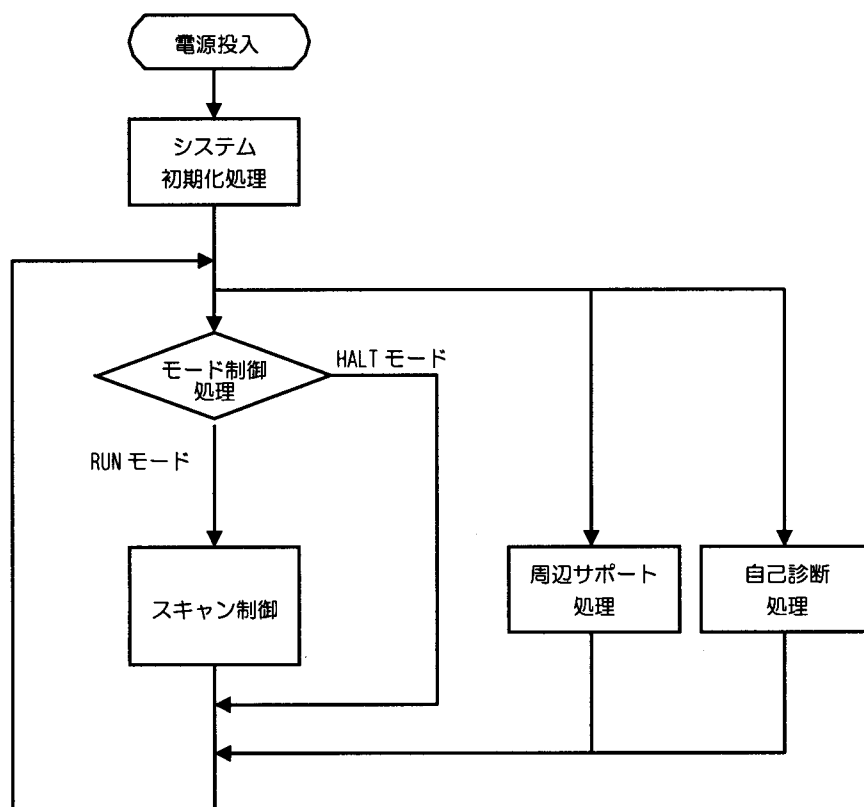 電源投入
システム
初期化処理
モード制御
処理
HALT モード
RUN モード
スキャン制御
周辺サポート
処理
自己診断
処理